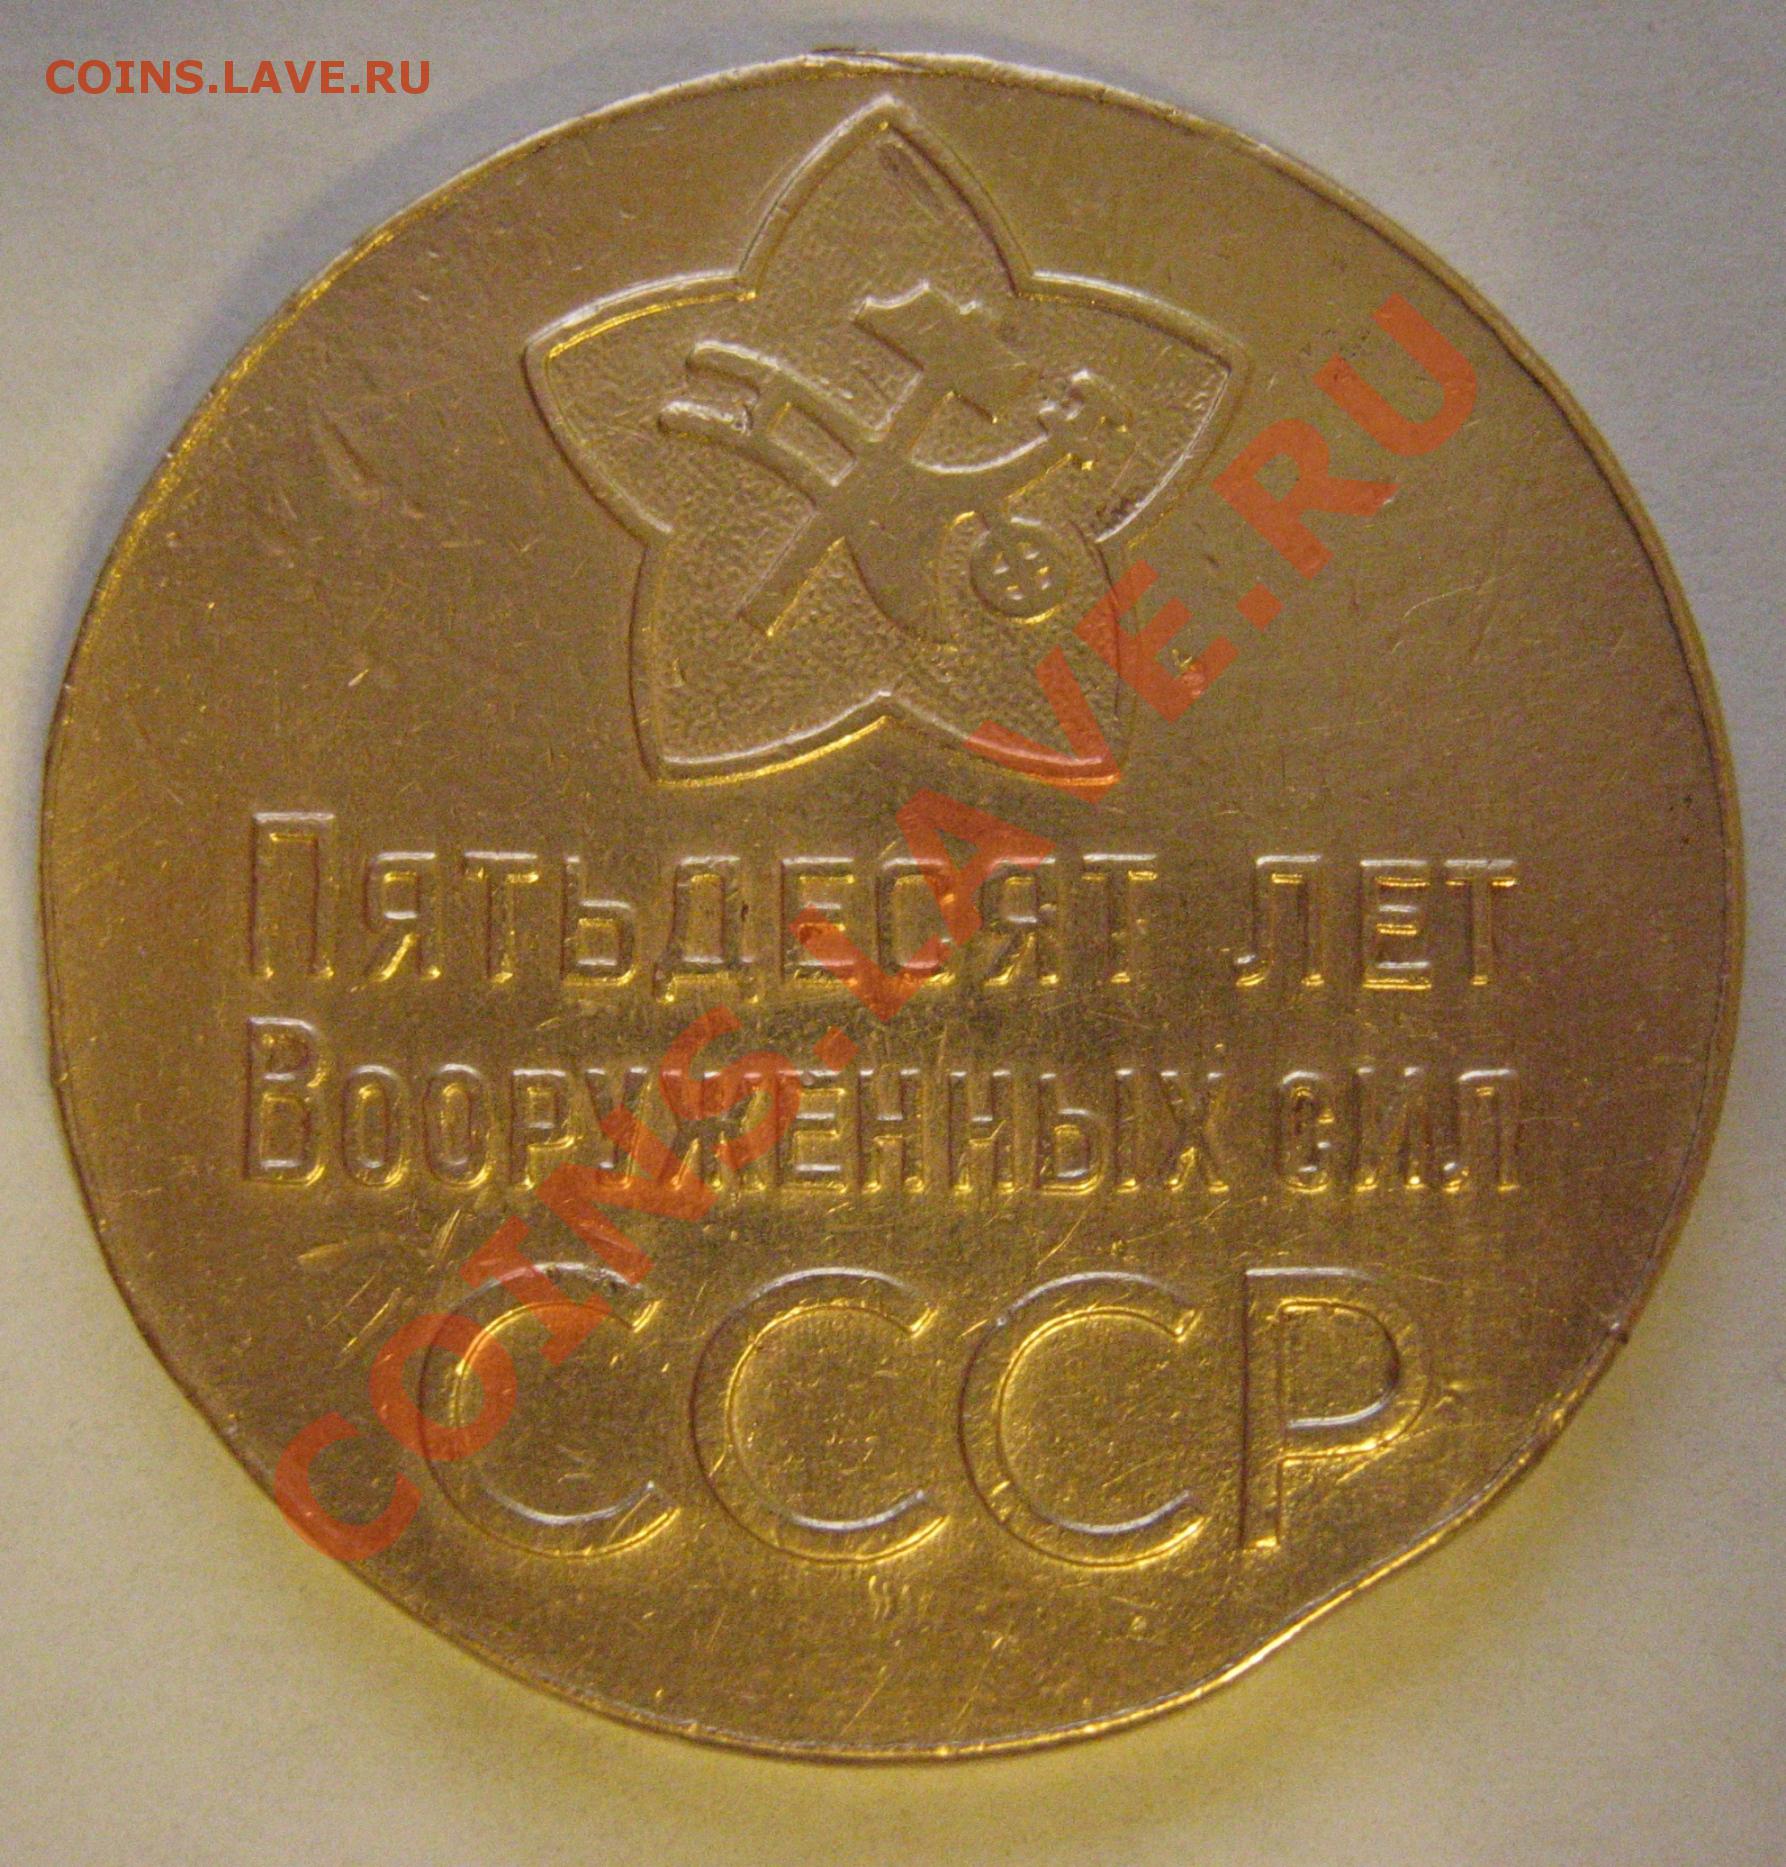 COINS.LAVE.RU
Пятьдесят лет
Вооруженных сил
СССР
COINS.LAVE.RU